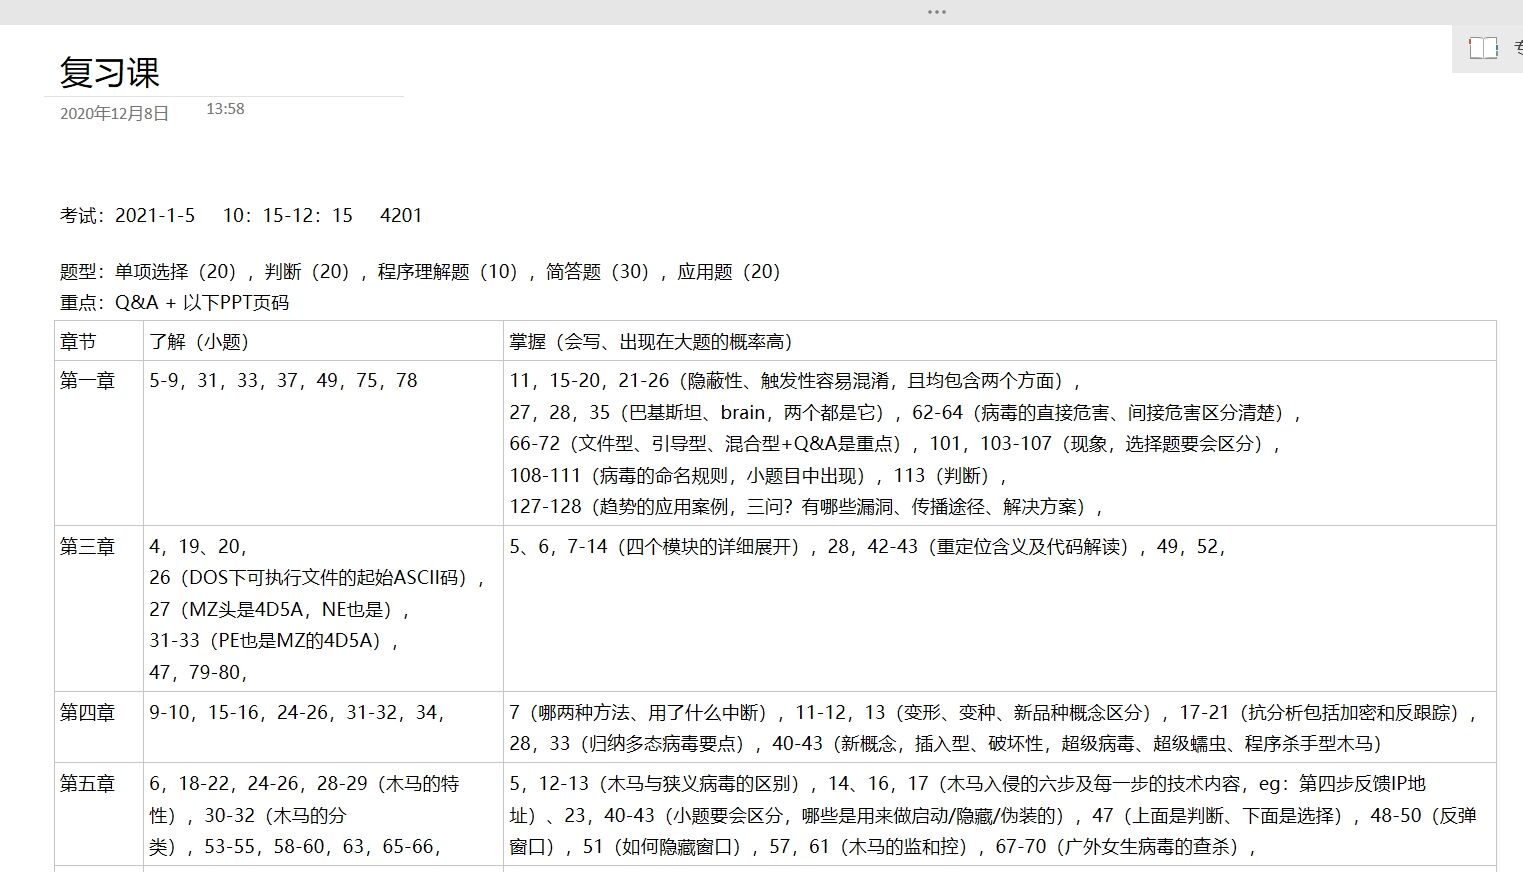 复习课
2020年12月8日 13:58
考试：2021-1-5 10：15-12：15 4201
题型：单项选择（20），判断（20），程序理解题（10），简答题（30），应用题（20）
重点：Q&A + 以下PPT页码
章节 了解（小题） 掌握（会写、出现在大题的概率高）
第一章 5-9，31，33，37，49，75，78
11，15-20，21-26（隐蔽性、触发性容易混淆，且均包含两个方面），
27，28，35（巴基斯坦、brain，两个都是它），62-64（病毒的直接危害、间接危害区分清楚），
66-72（文件型、引导型、混合型+Q&A是重点），101，103-107（现象，选择题要会区分），
108-111（病毒的命名规则，小题目中出现），113（判断），
127-128（趋势的应用案例，三问？有哪些漏洞、传播途径、解决方案），
第三章 4，19、20，
26（DOS下可执行文件的起始ASCII码），
27（MZ头是4D5A，NE也是），
31-33（PE也是MZ的4D5A），
47，79-80，
5、6，7-14（四个模块的详细展开），28，42-43（重定位含义及代码解读），49，52，
第四章 9-10，15-16，24-26，31-32，34，
7（哪两种方法、用了什么中断），11-12，13（变形、变种、新品种概念区分），17-21（抗分析包括加密和反跟踪），
28，33（归纳多态病毒要点），40-43（新概念，插入型、破坏性，超级病毒、超级蠕虫、程序杀手型木马）
第五章 6，18-22，24-26，28-29（木马的特
性），30-32（木马的分
类），53-55，58-60，63，65-66，
5，12-13（木马与狭义病毒的区别），14、16，17（木马入侵的六步及每一步的技术内容，eg：第四步反馈IP地
址）、23，40-43（小题要会区分，哪些是用来做启动/隐藏/伪装的），47（上面是判断、下面是选择），48-50（反弹
窗口），51（如何隐藏窗口），57，61（木马的监和控），67-70（广外女生病毒的查杀），